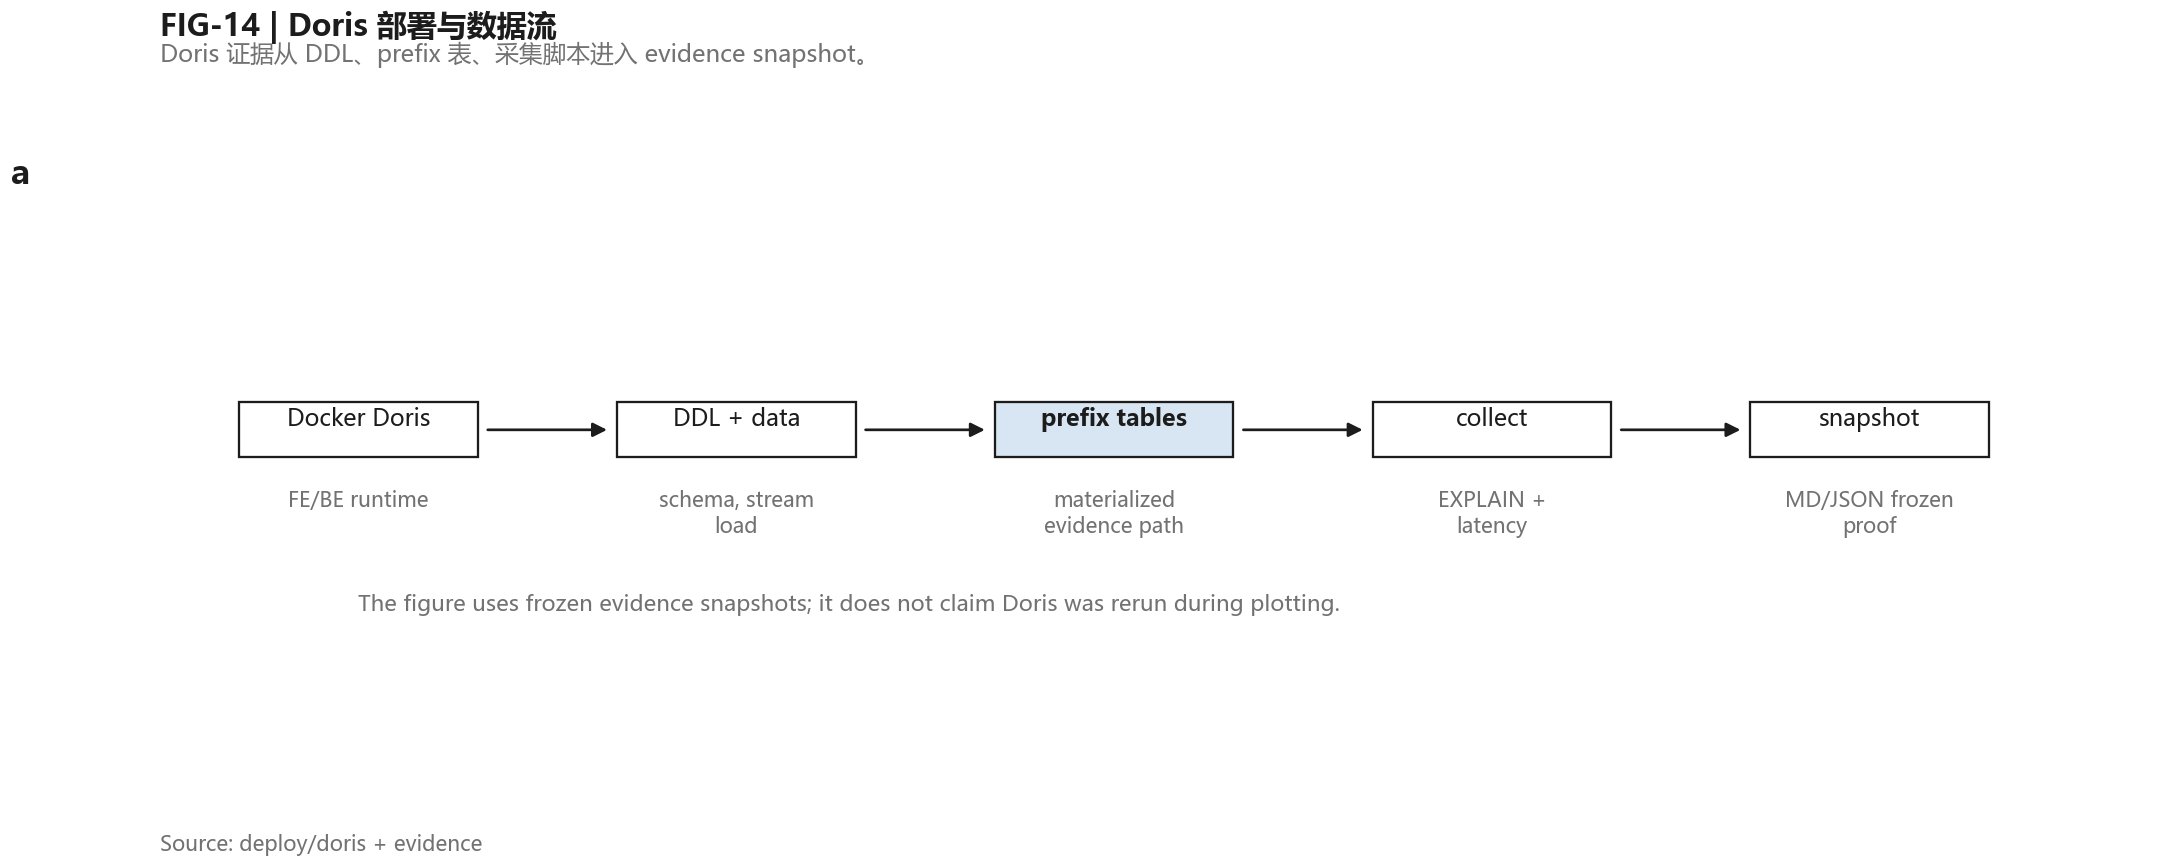 FIG-14 | Doris 部署与数据流
Doris 证据从 DDL、prefix 表、采集脚本进入 evidence snapshot。
a
Docker Doris
FE/BE runtime
DDL + data
schema, stream
load
prefix tables
materialized
evidence path
collect
EXPLAIN +
latency
snapshot
MD/JSON frozen
proof
The figure uses frozen evidence snapshots; it does not claim Doris was rerun during plotting.
Source: deploy/doris + evidence